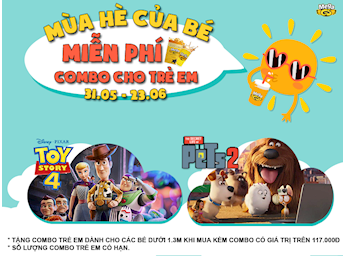 MÙA HÈ CỦA BÉ
MIỄN PHÍ
COMBO CHO TRẺ EM
31.05 - 23.06
Disney · PIXAR
TOY
STORY
4
PETS 2
* TẶNG COMBO TRẺ EM DÀNH CHO CÁC BÉ DƯỚI 1.3M KHI MUA KÈM COMBO CÓ GIÁ TRỊ TRÊN 117.000Đ
* SỐ LƯỢNG COMBO TRẺ EM CÓ HẠN.